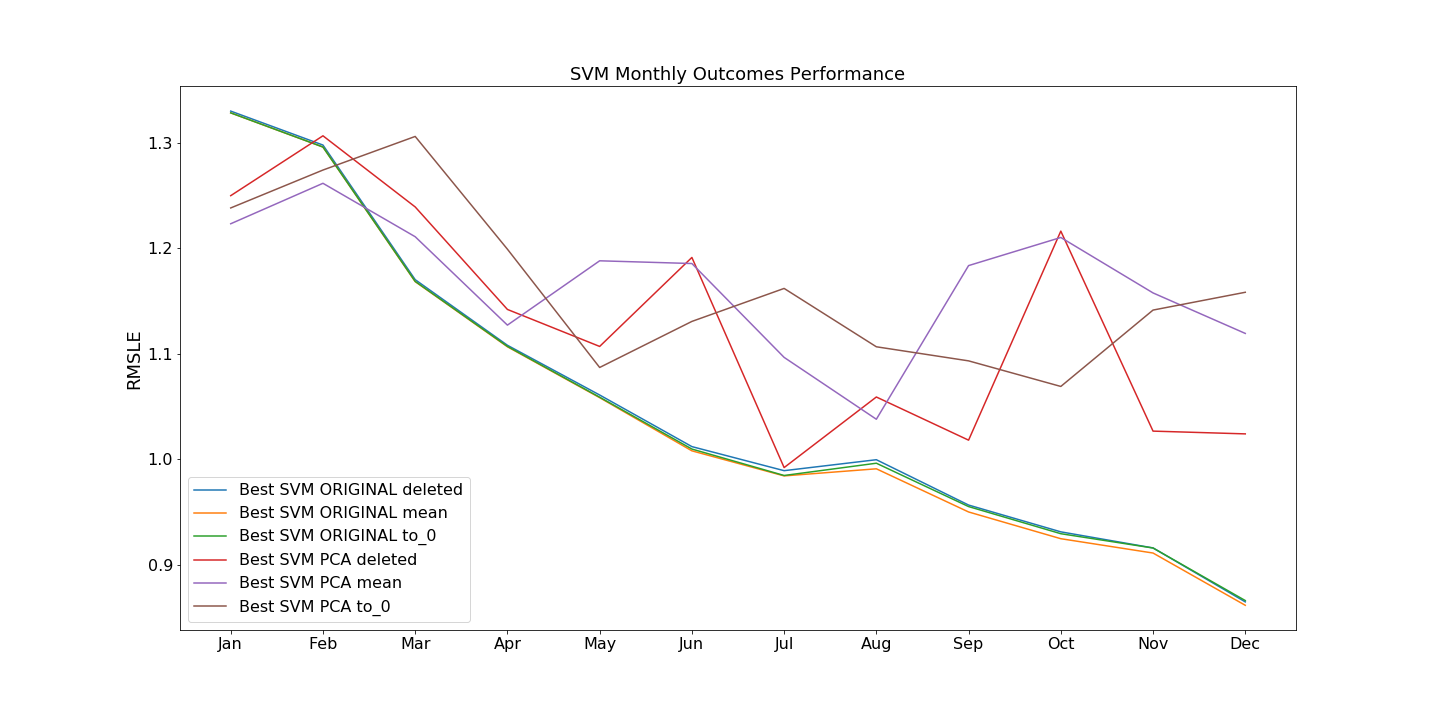 SVM Monthly Outcomes Performance
RMSLE
1.3
1.2
1.1
1.0
0.9
Best SVM ORIGINAL deleted
Best SVM ORIGINAL mean
Best SVM ORIGINAL to_0
Best SVM PCA deleted
Best SVM PCA mean
Best SVM PCA to_0
Jan Feb Mar Apr May Jun Jul Aug Sep Oct Nov Dec